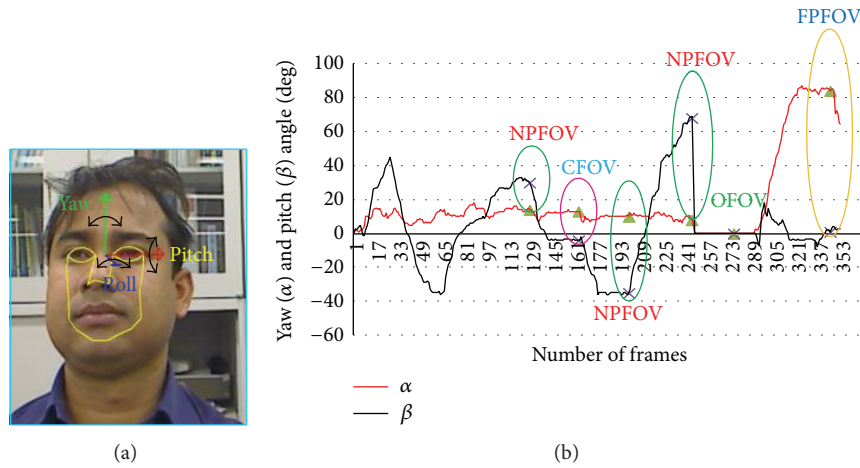 Yaw
Pitch
Roll
(a)
FPFOV
NPFOV
NPFOV
CFOV
OFOV
NPFOV
Yaw (α) and pitch (β) angle (deg)
100
80
60
40
20
0
−20
−40
−60
1 17 33 49 65 81 97 113 129 161 177 193 209 225 241 257 273 289 305 321 337 353
Number of frames
α
β
(b)